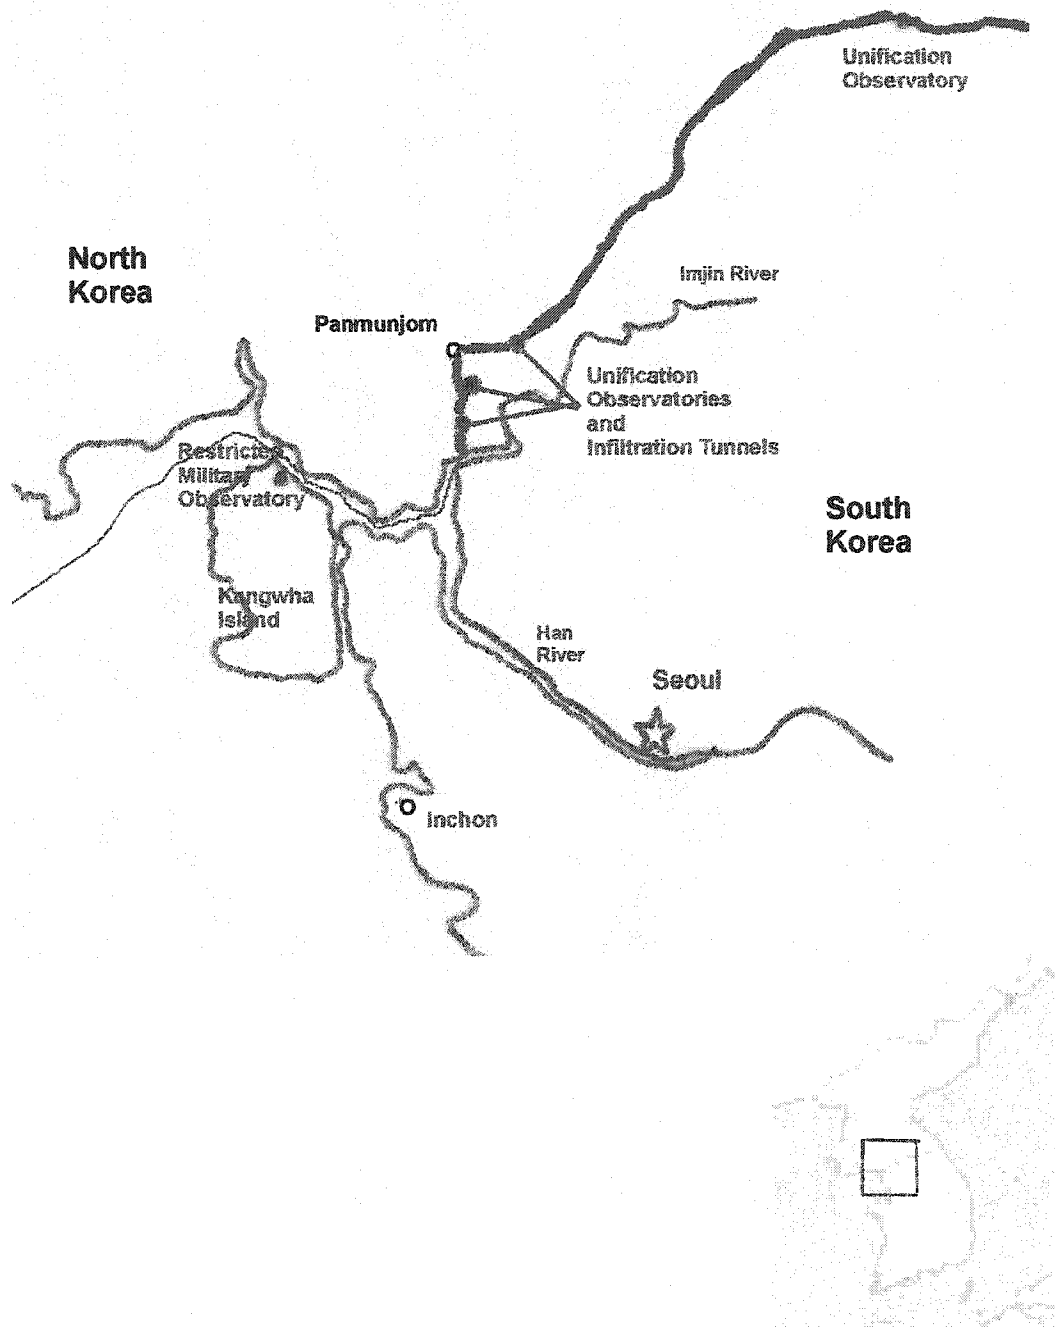 Unification
Observatory
North
Korea
Imjin River
Panmunjom
Unification
Observatories
and
Infiltration Tunnels
Restricted
Military
Observatory
South
Korea
Kangwha
Island
Han
River
Seoul
Inchon